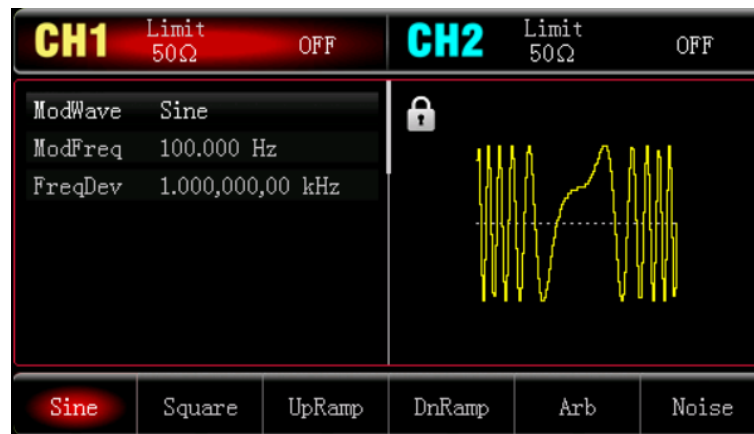 CH1 Limit 50Ω OFF CH2 Limit 50Ω OFF
ModWave Sine
ModFreq 100.000 Hz
FreqDev 1.000,000,00 kHz
Sine Square UpRamp DnRamp Arb Noise